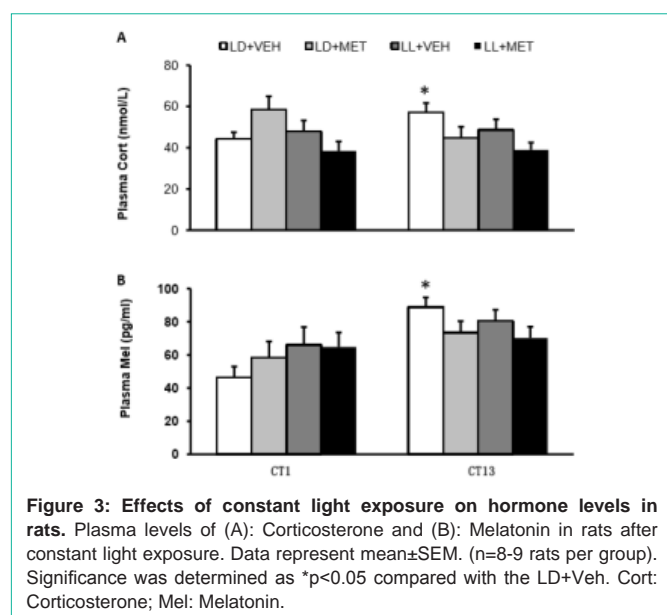 A
LD+VEH LD+MET LL+VEH LL+MET
Plasma Cort (nmol/L)
80
60
40
20
0
*
B
Plasma Mel (pg/ml)
100
80
60
40
20
0
*
CT1 CT13
Figure 3: Effects of constant light exposure on hormone levels in
rats. Plasma levels of (A): Corticosterone and (B): Melatonin in rats after
constant light exposure. Data represent mean±SEM. (n=8-9 rats per group).
Significance was determined as *p<0.05 compared with the LD+Veh. Cort:
Corticosterone; Mel: Melatonin.